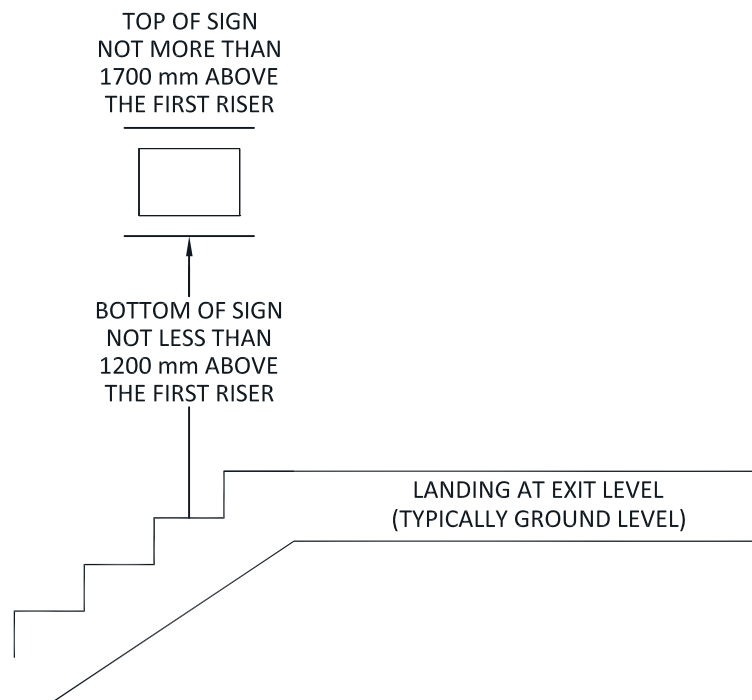 TOP OF SIGN
NOT MORE THAN
1700 mm ABOVE
THE FIRST RISER
BOTTOM OF SIGN
NOT LESS THAN
1200 mm ABOVE
THE FIRST RISER
LANDING AT EXIT LEVEL
(TYPICALLY GROUND LEVEL)